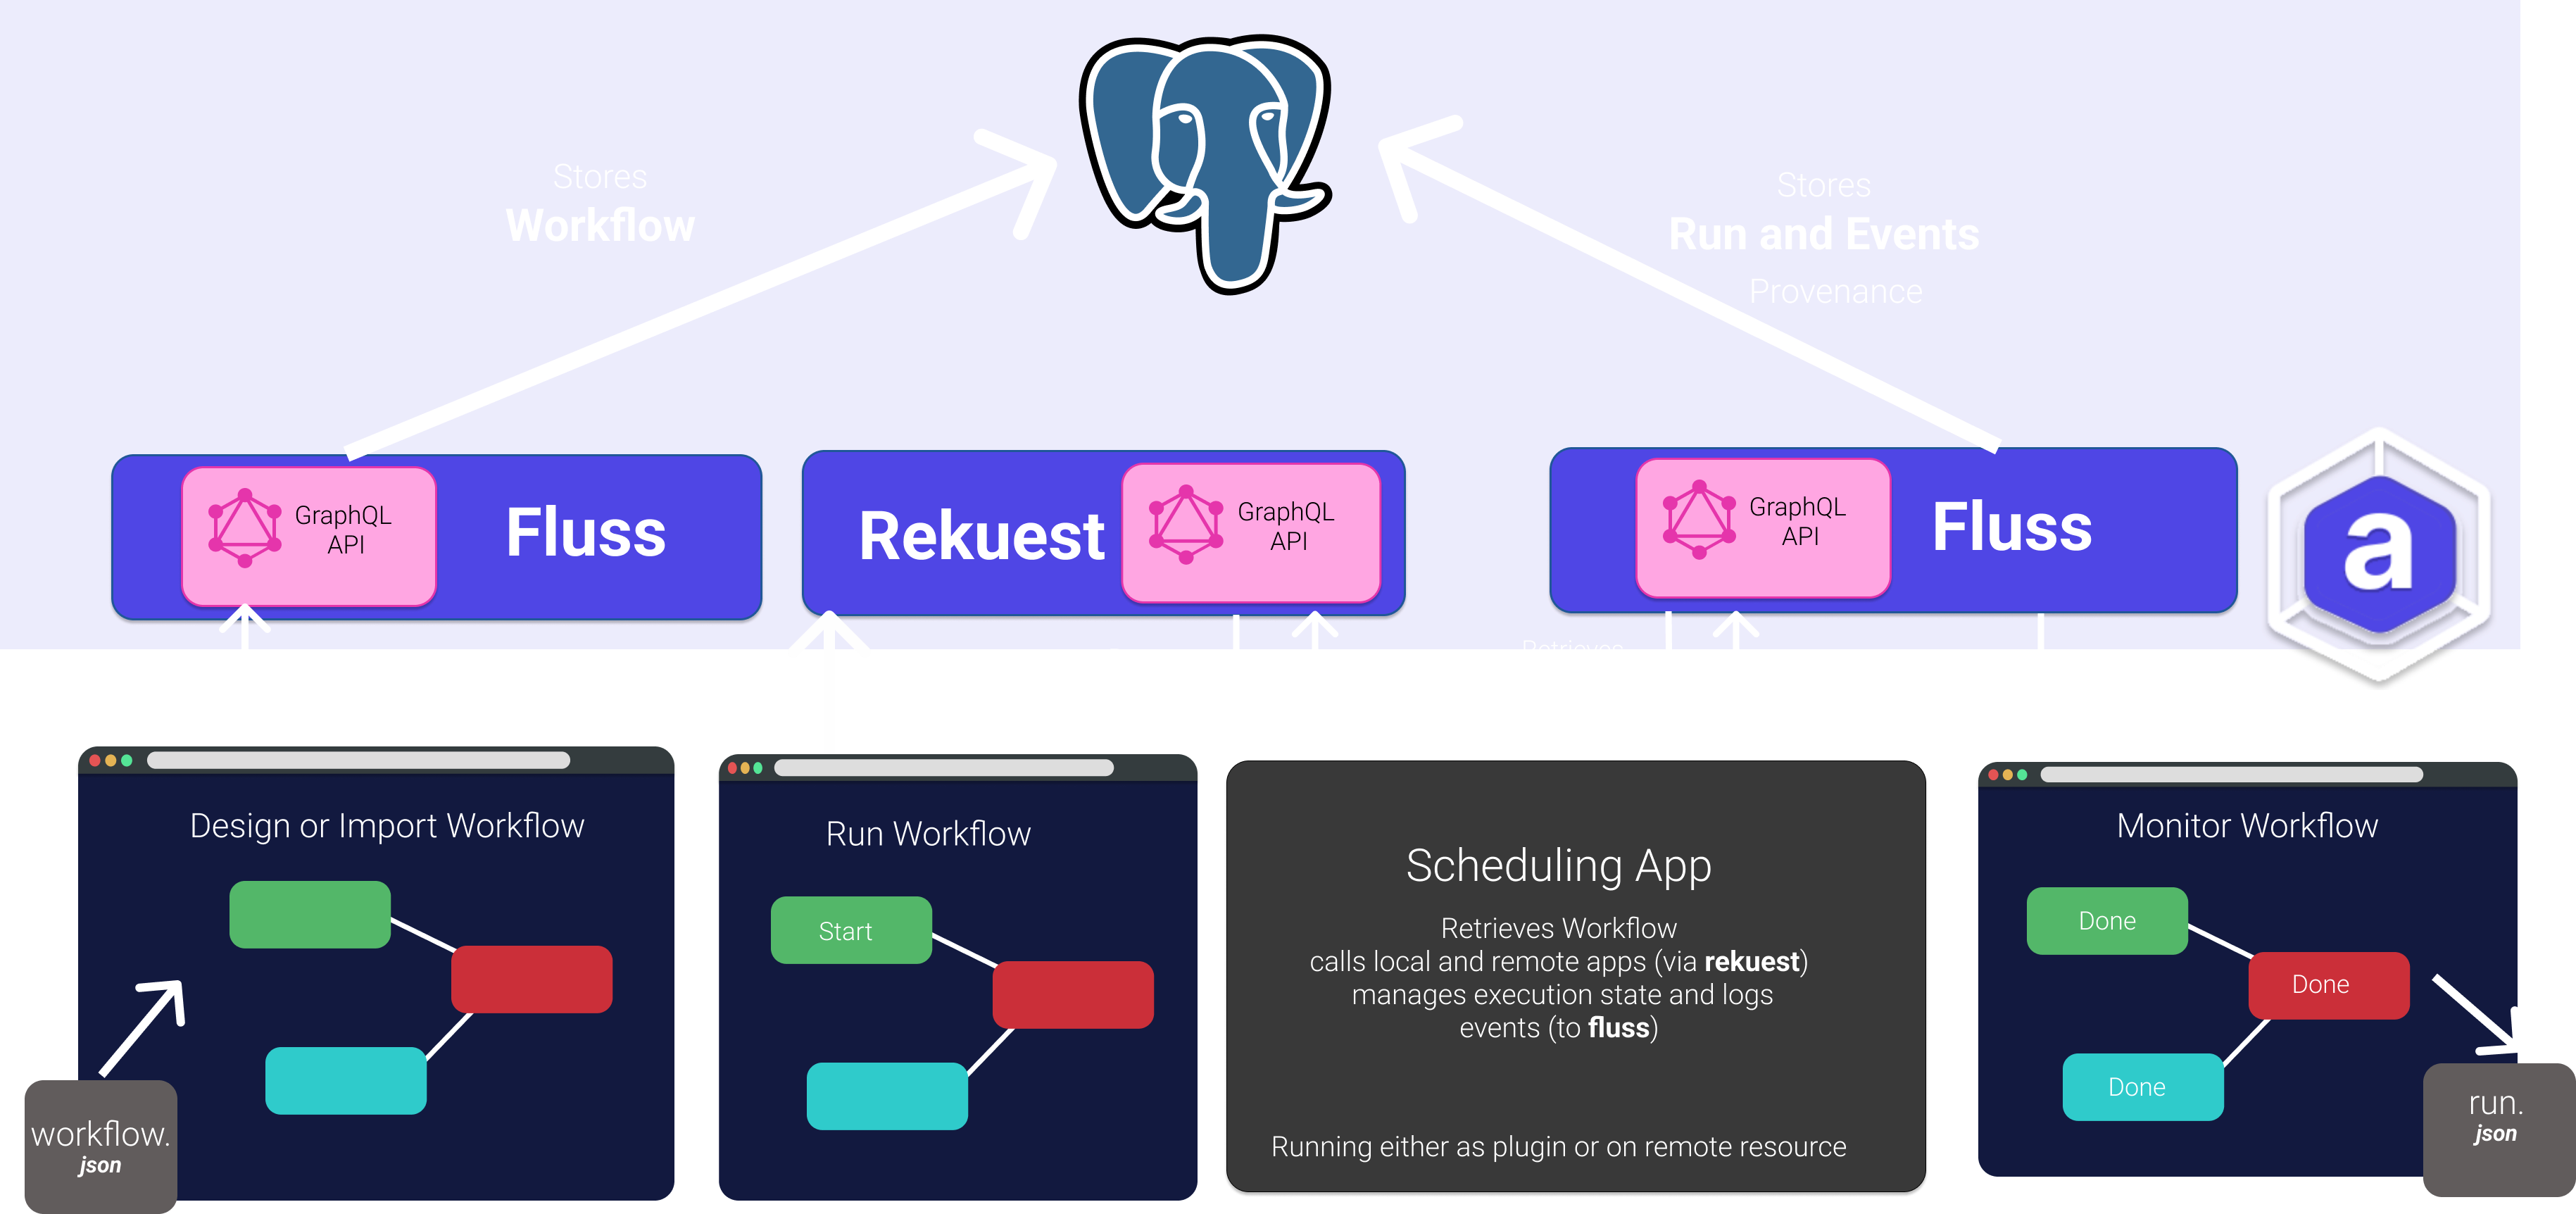 Stores
Workflow
Stores
Run and Events
Provenance
GraphQL
API
Fluss
Rekuest
GraphQL
API
GraphQL
API
Fluss
a
Retrieves
Design or Import Workflow
workflow.
json
Run Workflow
Start
Scheduling App
Retrieves Workflow
calls local and remote apps (via rekuest)
manages execution state and logs
events (to fluss)
Running either as plugin or on remote resource
Monitor Workflow
Done
Done
Done
run.
json